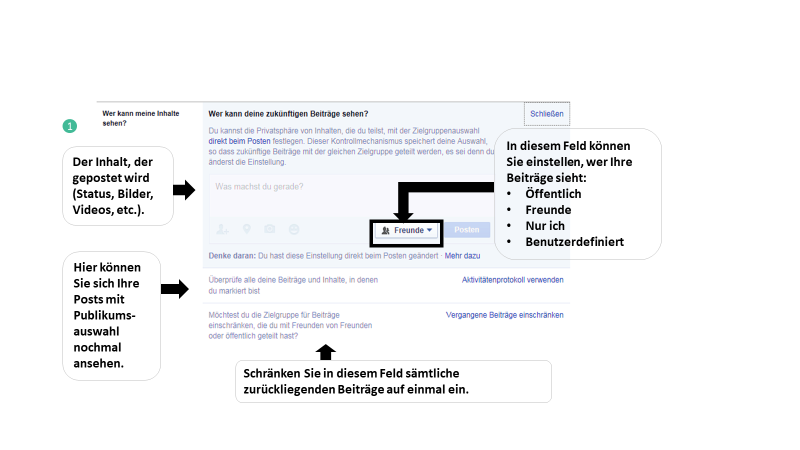 Wer kann meine Inhalte
sehen?
Wer kann deine zukünftigen Beiträge sehen?
Schließen
1
Du kannst die Privatsphäre von Inhalten, die du teilst, mit der Zielgruppenauswahl
direkt beim Posten festlegen. Dieser Kontrollmechanismus speichert deine Auswahl,
so dass zukünftige Beiträge mit der gleichen Zielgruppe geteilt werden, es sei denn du
änderst die Einstellung.
Der Inhalt, der
gepostet wird
(Status, Bilder,
Videos, etc.).
In diesem Feld können
Sie einstellen, wer Ihre
Beiträge sieht:
• Öffentlich
• Freunde
• Nur ich
• Benutzerdefiniert
Was machst du gerade?
Freunde
Posten
Denke daran: Du hast diese Einstellung direkt beim Posten geändert · Mehr dazu
Hier können
Sie sich Ihre
Posts mit
Publikums-
auswahl
nochmal
ansehen.
Überprüfe alle deine Beiträge und Inhalte, in denen
du markiert bist
Aktivitätenprotokoll verwenden
Möchtest du die Zielgruppe für Beiträge
einschränken, die du mit Freunden von Freunden
oder öffentlich geteilt hast?
Vergangene Beiträge einschränken
Schränken Sie in diesem Feld sämtliche
zurückliegenden Beiträge auf einmal ein.